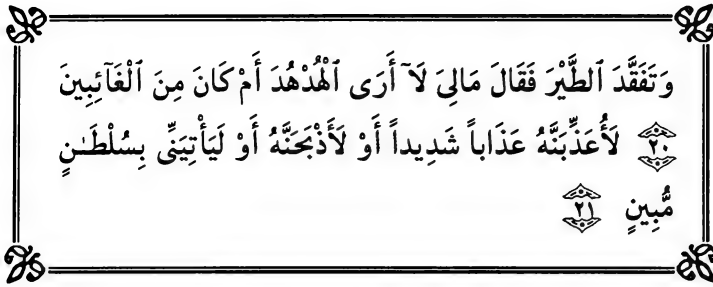 وَتَفَقَّدَ ٱلطَّيْرَ فَقَالَ مَالِىَ لَآ أَرَى ٱلْهُدْهُدَ أَمْ كَانَ مِنَ ٱلْغَآئِبِينَ
٢٠ لَأُعَذِّبَنَّهُ عَذَاباً شَدِيداً أَوْ لَأَذْبَحَنَّهُ أَوْ لَيَأْتِيَنِّى بِسُلْطَـٰنٍ
مُّبِينٍ ٢١